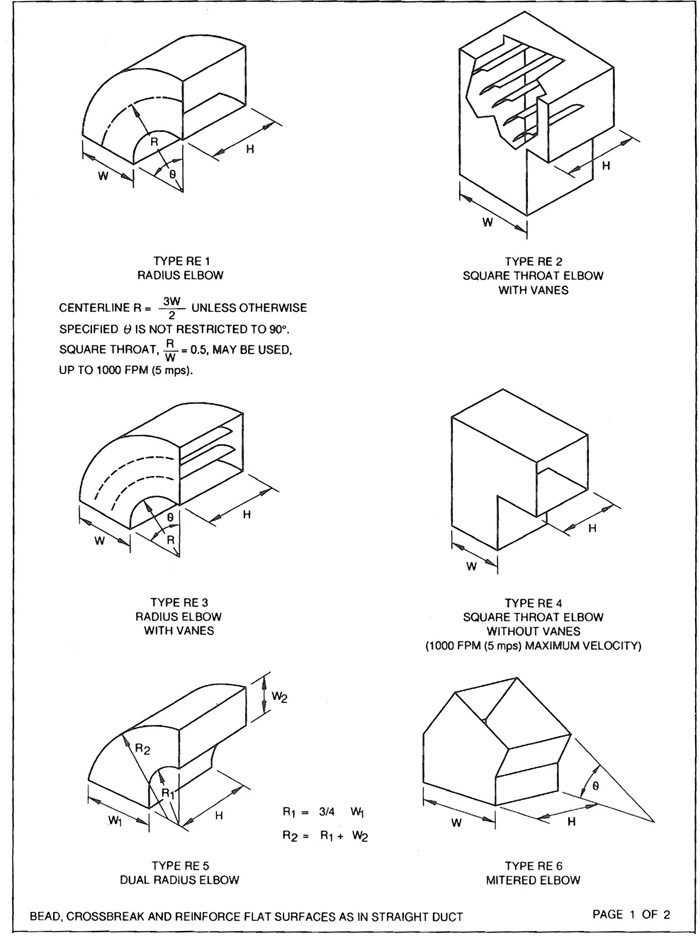 R
θ
W
H
TYPE RE 1
RADIUS ELBOW
CENTERLINE R = 3W/2 UNLESS OTHERWISE
SPECIFIED θ IS NOT RESTRICTED TO 90°.
SQUARE THROAT, R/W = 0.5, MAY BE USED,
UP TO 1000 FPM (5 mps).
H
W
TYPE RE 2
SQUARE THROAT ELBOW
WITH VANES
θ
R
W
H
TYPE RE 3
RADIUS ELBOW
WITH VANES
H
W
TYPE RE 4
SQUARE THROAT ELBOW
WITHOUT VANES
(1000 FPM (5 mps) MAXIMUM VELOCITY)
W2
R2
R1
W1
H
R1 = 3/4 W1
R2 = R1 + W2
TYPE RE 5
DUAL RADIUS ELBOW
θ
W
H
TYPE RE 6
MITERED ELBOW
BEAD, CROSSBREAK AND REINFORCE FLAT SURFACES AS IN STRAIGHT DUCT
PAGE 1 OF 2